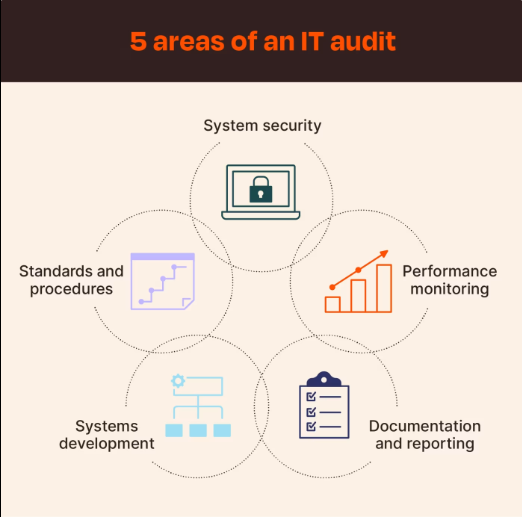 5 areas of an IT audit
System security
Standards and
procedures
Performance
monitoring
Systems
development
Documentation
and reporting